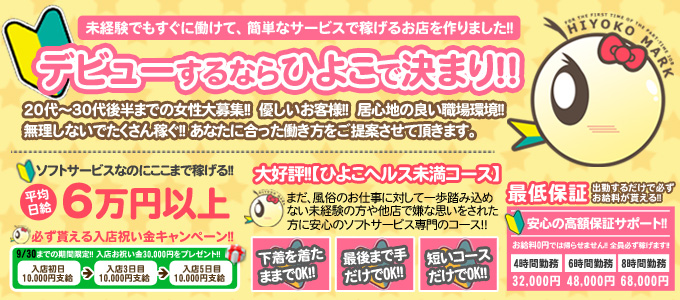 未経験でもすぐに働けて、簡単なサービスで稼げるお店を作りました!!
デビューするならひよこで決まり!!
20代〜30代後半までの女性大募集!! 優しいお客様!! 居心地の良い職場環境!!
無理しないでたくさん稼ぐ!! あなたに合った働き方をご提案させて頂きます。
FOR THE FIRST TIME OF THE PART-TIME JOB
HIYOKO MARK
ソフトサービスなのにここまで稼げる!!
平均日給 6万円以上
必ず貰える入店祝い金キャンペーン!!
9/30までの期間限定!! 入店お祝い金30,000円をプレゼント!!
入店初日 10.000円支給
入店3日目 10.000円支給
入店5日目 10.000円支給
大好評!!【ひよこヘルス未満コース】
まだ、風俗のお仕事に対して一歩踏み込め
ない未経験の方や他店で嫌な思いをされた
方に安心のソフトサービス専門のコース!!
下着を着た
ままでOK!!
最後まで手
だけでOK!!
短いコース
だけでOK!!
最低保証 出勤するだけで必ず
お給料が貰える!!
安心の高額保証サポート!!
お給料0円では帰らせません!! 全員必ず稼げます!!
4時間勤務 6時間勤務 8時間勤務
32,000円 48,000円 68,000円